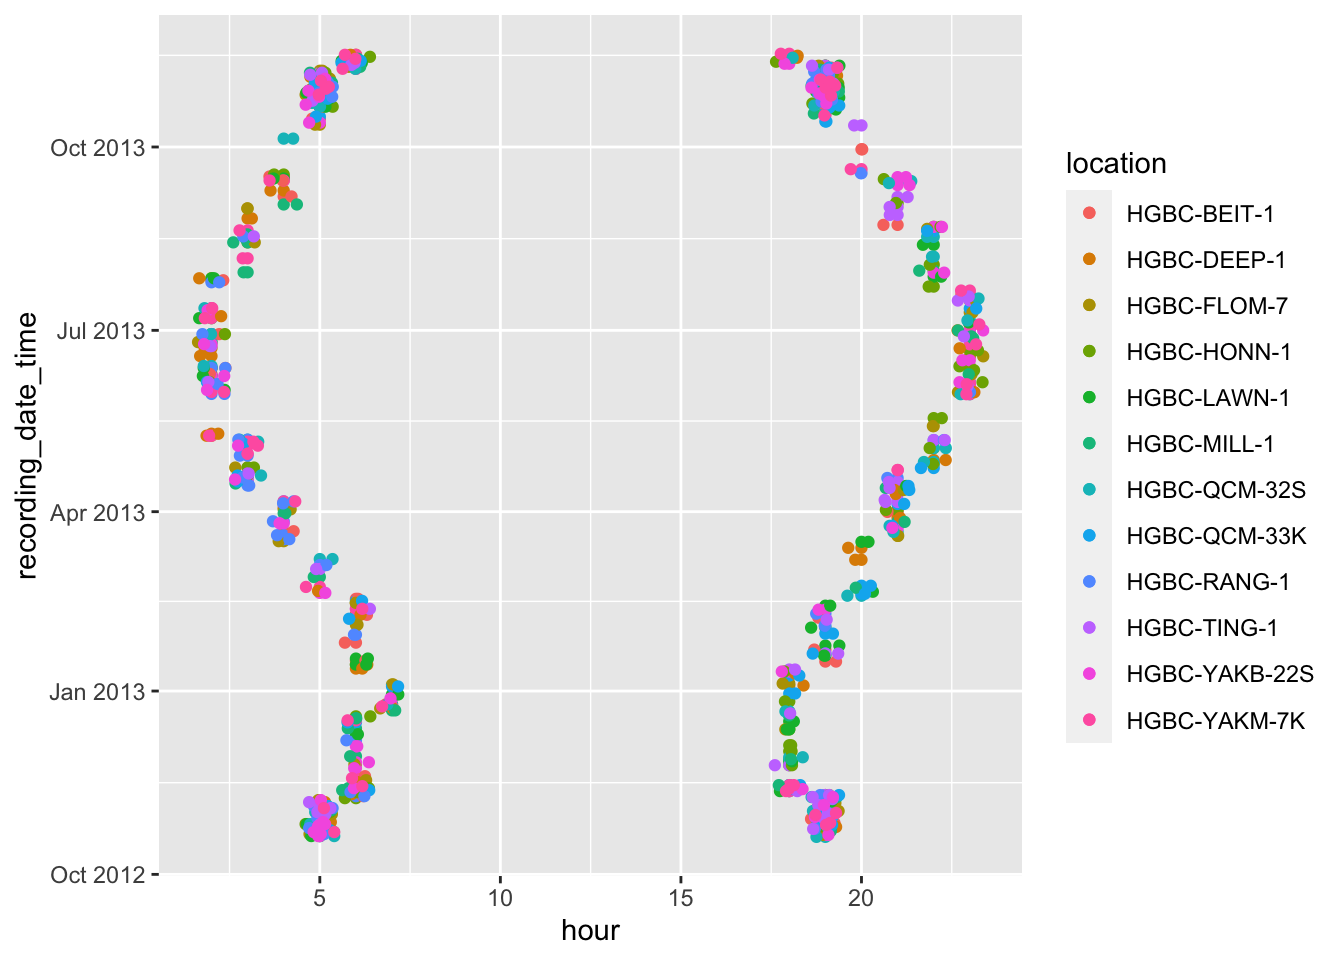 recording_date_time
Oct 2013
Jul 2013
Apr 2013
Jan 2013
Oct 2012
5
10
15
20
hour
location
HGBC-BEIT-1
HGBC-DEEP-1
HGBC-FLOM-7
HGBC-HONN-1
HGBC-LAWN-1
HGBC-MILL-1
HGBC-QCM-32S
HGBC-QCM-33K
HGBC-RANG-1
HGBC-TING-1
HGBC-YAKB-22S
HGBC-YAKM-7K